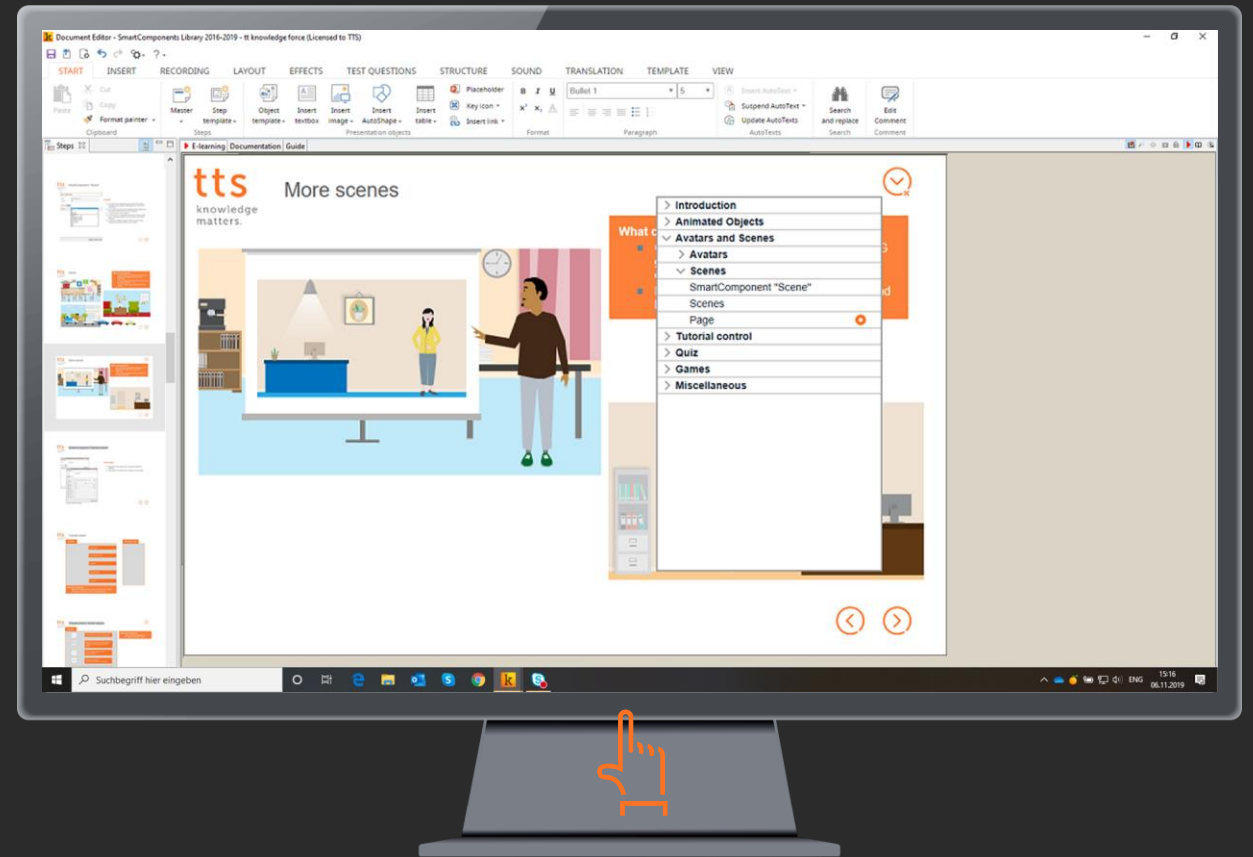 Document Editor - SmartComponents Library 2016-2019 - tt knowledge force (Licensed to TTS)
?
START INSERT RECORDING LAYOUT EFFECTS TEST QUESTIONS STRUCTURE SOUND TRANSLATION TEMPLATE VIEW
Paste
Cut
Copy
Format painter
Clipboard
Master
Step template
Steps
Object template
Insert textbox
Insert image
Insert AutoShape
Insert table
Placeholder
Key icon
Insert link
Presentation objects
B I U
x² x₂ A
Format
Bullet 1 5
Paragraph
Insert AutoText
Suspend AutoText
Update AutoTexts
AutoTexts
Search and replace
Search
Edit Comment
Comment
Steps
E-learning Documentation Guide
tts
knowledge
matters.
More scenes
What
Introduction
Animated Objects
Avatars and Scenes
Avatars
Scenes
SmartComponent "Scene"
Scenes
Page
Tutorial control
Quiz
Games
Miscellaneous
Suchbegriff hier eingeben
ENG
15:16
06.11.2019